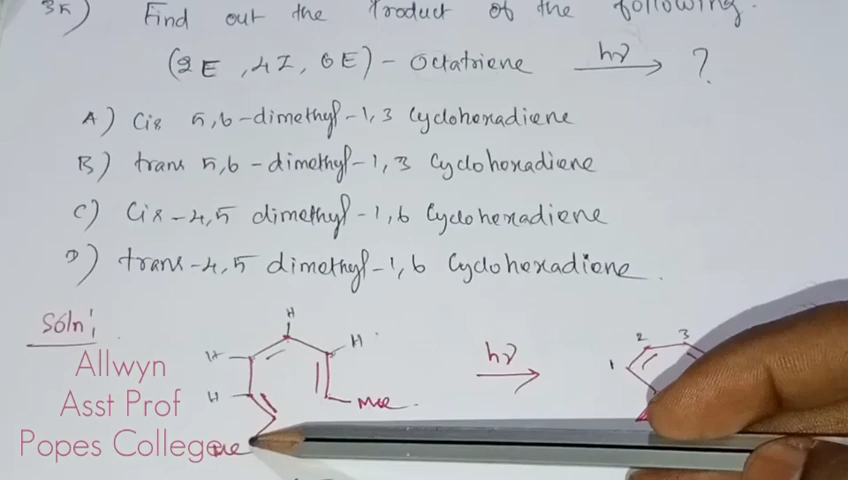 35) Find out the Product of the following.
(2E, 4Z, 6E) - Octatriene hν ?
A) Cis 5,6-dimethyl-1,3 Cyclohexadiene
B) trans 5,6-dimethyl-1,3 Cyclohexadiene
C) Cis-4,5 dimethyl-1,6 Cyclohexadiene
D) trans-4,5 dimethyl-1,6 Cyclohexadiene.
Soln:
H
H H hν 1 2 3
H Me
Me
Allwyn
Asst Prof
Popes College